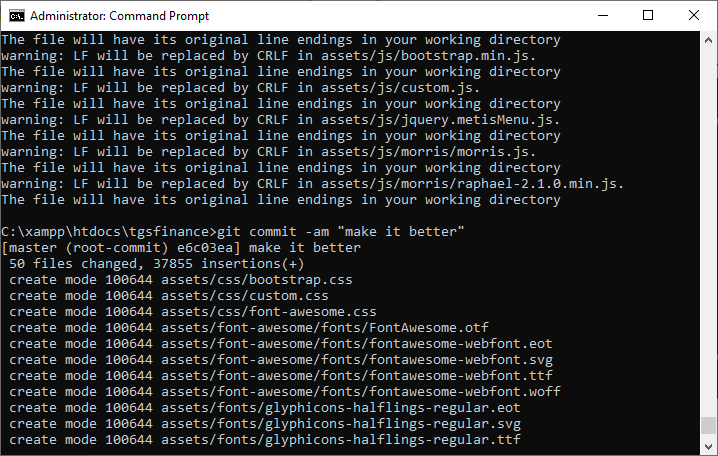 Administrator: Command Prompt
The file will have its original line endings in your working directory
warning: LF will be replaced by CRLF in assets/js/bootstrap.min.js.
The file will have its original line endings in your working directory
warning: LF will be replaced by CRLF in assets/js/custom.js.
The file will have its original line endings in your working directory
warning: LF will be replaced by CRLF in assets/js/jquery.metisMenu.js.
The file will have its original line endings in your working directory
warning: LF will be replaced by CRLF in assets/js/morris/morris.js.
The file will have its original line endings in your working directory
warning: LF will be replaced by CRLF in assets/js/morris/raphael-2.1.0.min.js.
The file will have its original line endings in your working directory
C:\xampp\htdocs\tgsfinance>git commit -am "make it better"
[master (root-commit) e6c03ea] make it better
 50 files changed, 37855 insertions(+)
 create mode 100644 assets/css/bootstrap.css
 create mode 100644 assets/css/custom.css
 create mode 100644 assets/css/font-awesome.css
 create mode 100644 assets/font-awesome/fonts/FontAwesome.otf
 create mode 100644 assets/font-awesome/fonts/fontawesome-webfont.eot
 create mode 100644 assets/font-awesome/fonts/fontawesome-webfont.svg
 create mode 100644 assets/font-awesome/fonts/fontawesome-webfont.ttf
 create mode 100644 assets/font-awesome/fonts/fontawesome-webfont.woff
 create mode 100644 assets/fonts/glyphicons-halflings-regular.eot
 create mode 100644 assets/fonts/glyphicons-halflings-regular.svg
 create mode 100644 assets/fonts/glyphicons-halflings-regular.ttf